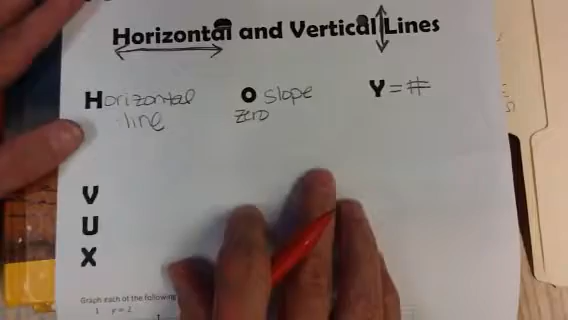 Horizontal and Vertical Lines
Horizontal O slope Y = #
line zero
V
U
X
Graph each of the following
1 y = 2